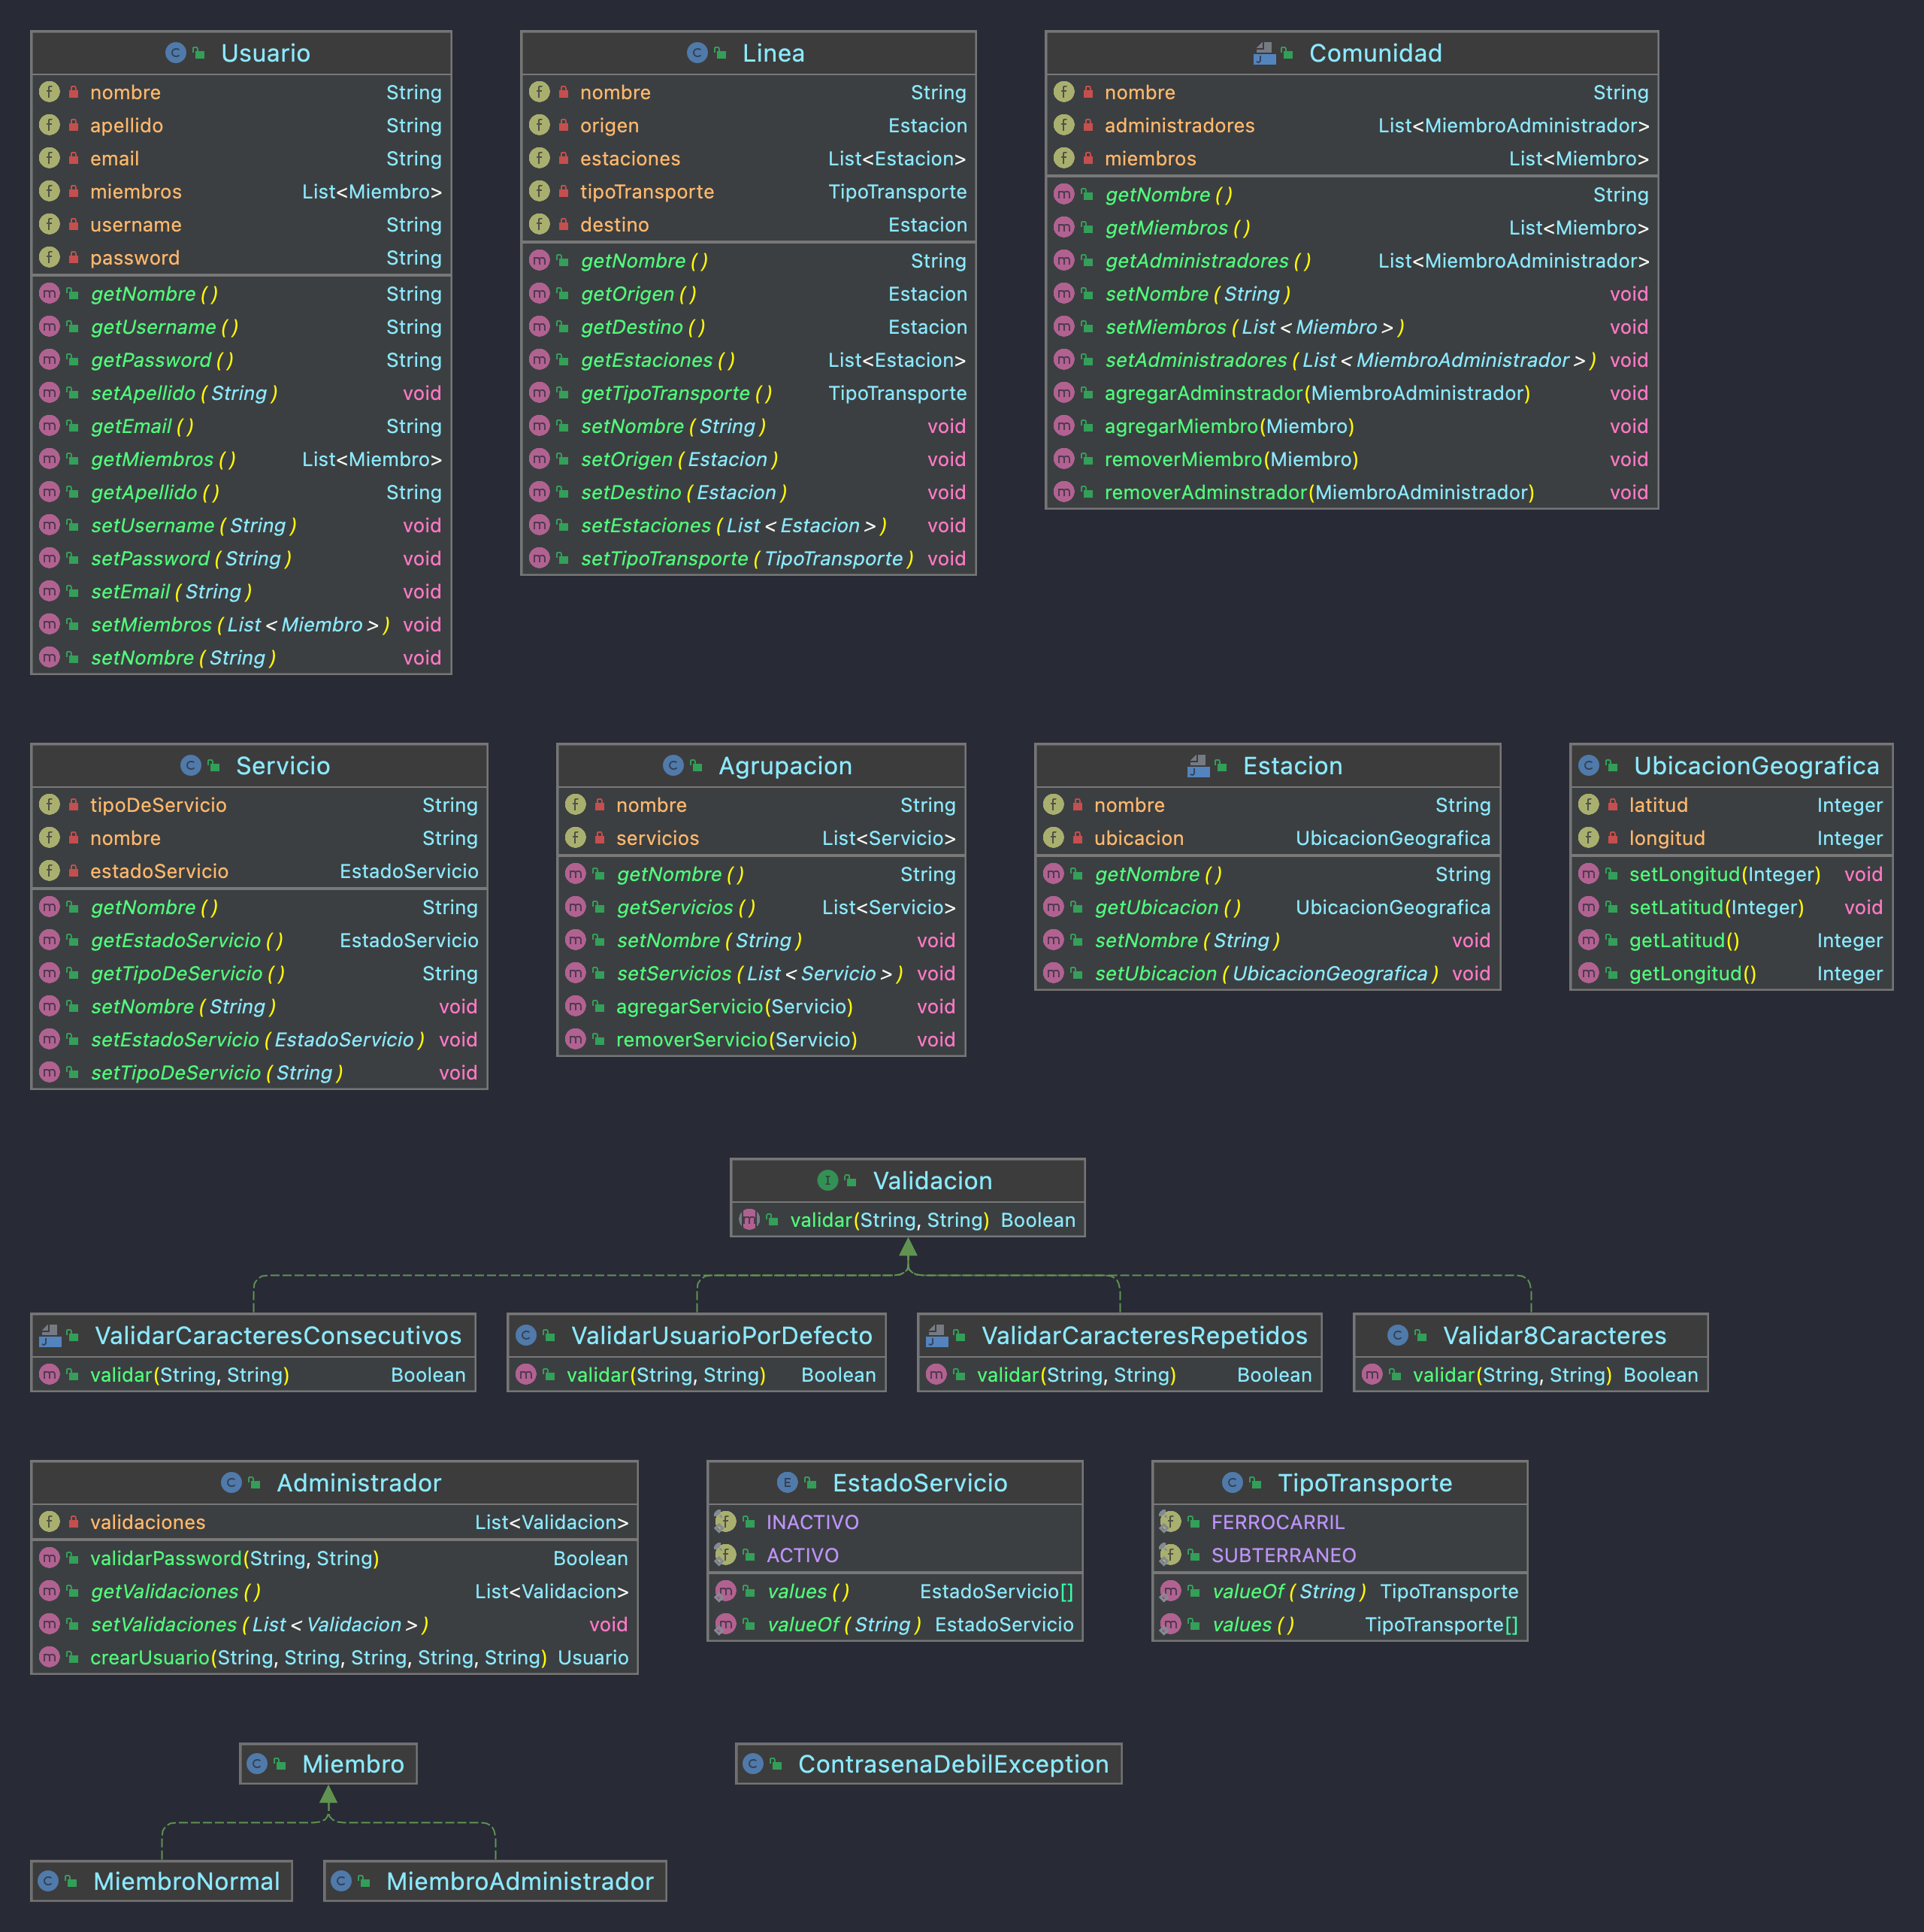 Usuario
nombre String
apellido String
email String
miembros List<Miembro>
username String
password String
getNombre() String
getUsername() String
getPassword() String
setApellido(String) void
getEmail() String
getMiembros() List<Miembro>
getApellido() String
setUsername(String) void
setPassword(String) void
setEmail(String) void
setMiembros(List<Miembro>) void
setNombre(String) void
Linea
nombre String
origen Estacion
estaciones List<Estacion>
tipoTransporte TipoTransporte
destino Estacion
getNombre() String
getOrigen() Estacion
getDestino() Estacion
getEstaciones() List<Estacion>
getTipoTransporte() TipoTransporte
setNombre(String) void
setOrigen(Estacion) void
setDestino(Estacion) void
setEstaciones(List<Estacion>) void
setTipoTransporte(TipoTransporte) void
Comunidad
nombre String
administradores List<MiembroAdministrador>
miembros List<Miembro>
getNombre() String
getMiembros() List<Miembro>
getAdministradores() List<MiembroAdministrador>
setNombre(String) void
setMiembros(List<Miembro>) void
setAdministradores(List<MiembroAdministrador>) void
agregarAdminstrador(MiembroAdministrador) void
agregarMiembro(Miembro) void
removerMiembro(Miembro) void
removerAdminstrador(MiembroAdministrador) void
Servicio
tipoDeServicio String
nombre String
estadoServicio EstadoServicio
getNombre() String
getEstadoServicio() EstadoServicio
getTipoDeServicio() String
setNombre(String) void
setEstadoServicio(EstadoServicio) void
setTipoDeServicio(String) void
Agrupacion
nombre String
servicios List<Servicio>
getNombre() String
getServicios() List<Servicio>
setNombre(String) void
setServicios(List<Servicio>) void
agregarServicio(Servicio) void
removerServicio(Servicio) void
Estacion
nombre String
ubicacion UbicacionGeografica
getNombre() String
getUbicacion() UbicacionGeografica
setNombre(String) void
setUbicacion(UbicacionGeografica) void
UbicacionGeografica
latitud Integer
longitud Integer
setLongitud(Integer) void
setLatitud(Integer) void
getLatitud() Integer
getLongitud() Integer
Validacion
validar(String, String) Boolean
ValidarCaracteresConsecutivos
validar(String, String) Boolean
ValidarUsuarioPorDefecto
validar(String, String) Boolean
ValidarCaracteresRepetidos
validar(String, String) Boolean
Validar8Caracteres
validar(String, String) Boolean
Administrador
validaciones List<Validacion>
validarPassword(String, String) Boolean
getValidaciones() List<Validacion>
setValidaciones(List<Validacion>) void
crearUsuario(String, String, String, String, String) Usuario
EstadoServicio
INACTIVO
ACTIVO
values() EstadoServicio[]
valueOf(String) EstadoServicio
TipoTransporte
FERROCARRIL
SUBTERRANEO
valueOf(String) TipoTransporte
values() TipoTransporte[]
Miembro
ContrasenaDebilException
MiembroNormal
MiembroAdministrador